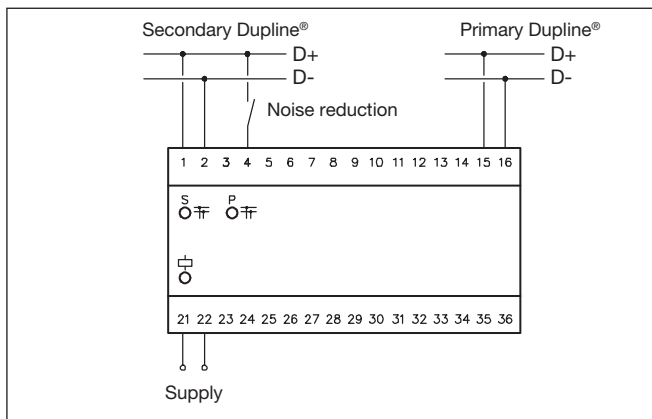 Secondary Dupline® Primary Dupline®
D+ D+
D- D-
Noise reduction
1 2 3 4 5 6 7 8 9 10 11 12 13 14 15 16
S P
21 22 23 24 25 26 27 28 29 30 31 32 33 34 35 36
Supply